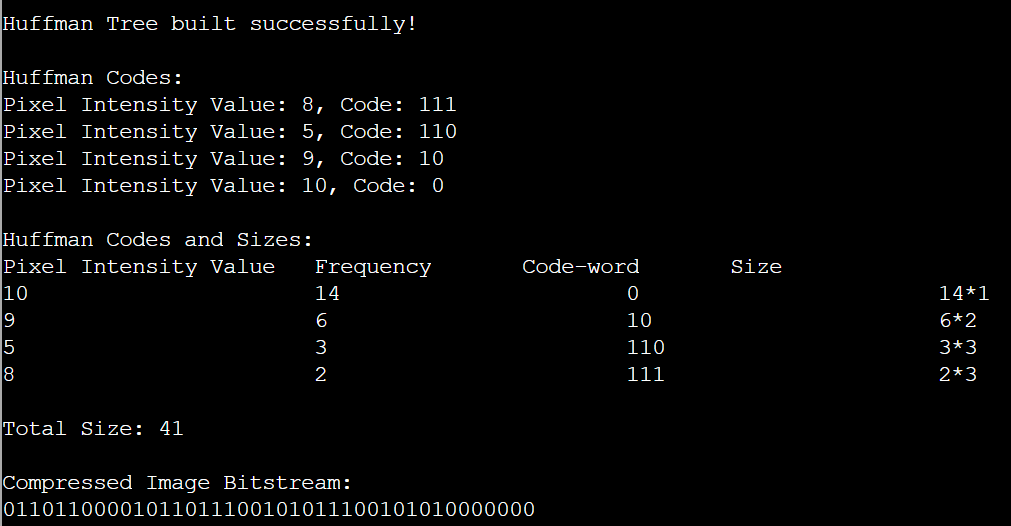 Huffman Tree built successfully!
Huffman Codes:
Pixel Intensity Value: 8, Code: 111
Pixel Intensity Value: 5, Code: 110
Pixel Intensity Value: 9, Code: 10
Pixel Intensity Value: 10, Code: 0
Huffman Codes and Sizes:
Pixel Intensity Value Frequency Code-word Size
10 14 0 14*1
9 6 10 6*2
5 3 110 3*3
8 2 111 2*3
Total Size: 41
Compressed Image Bitstream:
01101100001011011100101011100101010000000